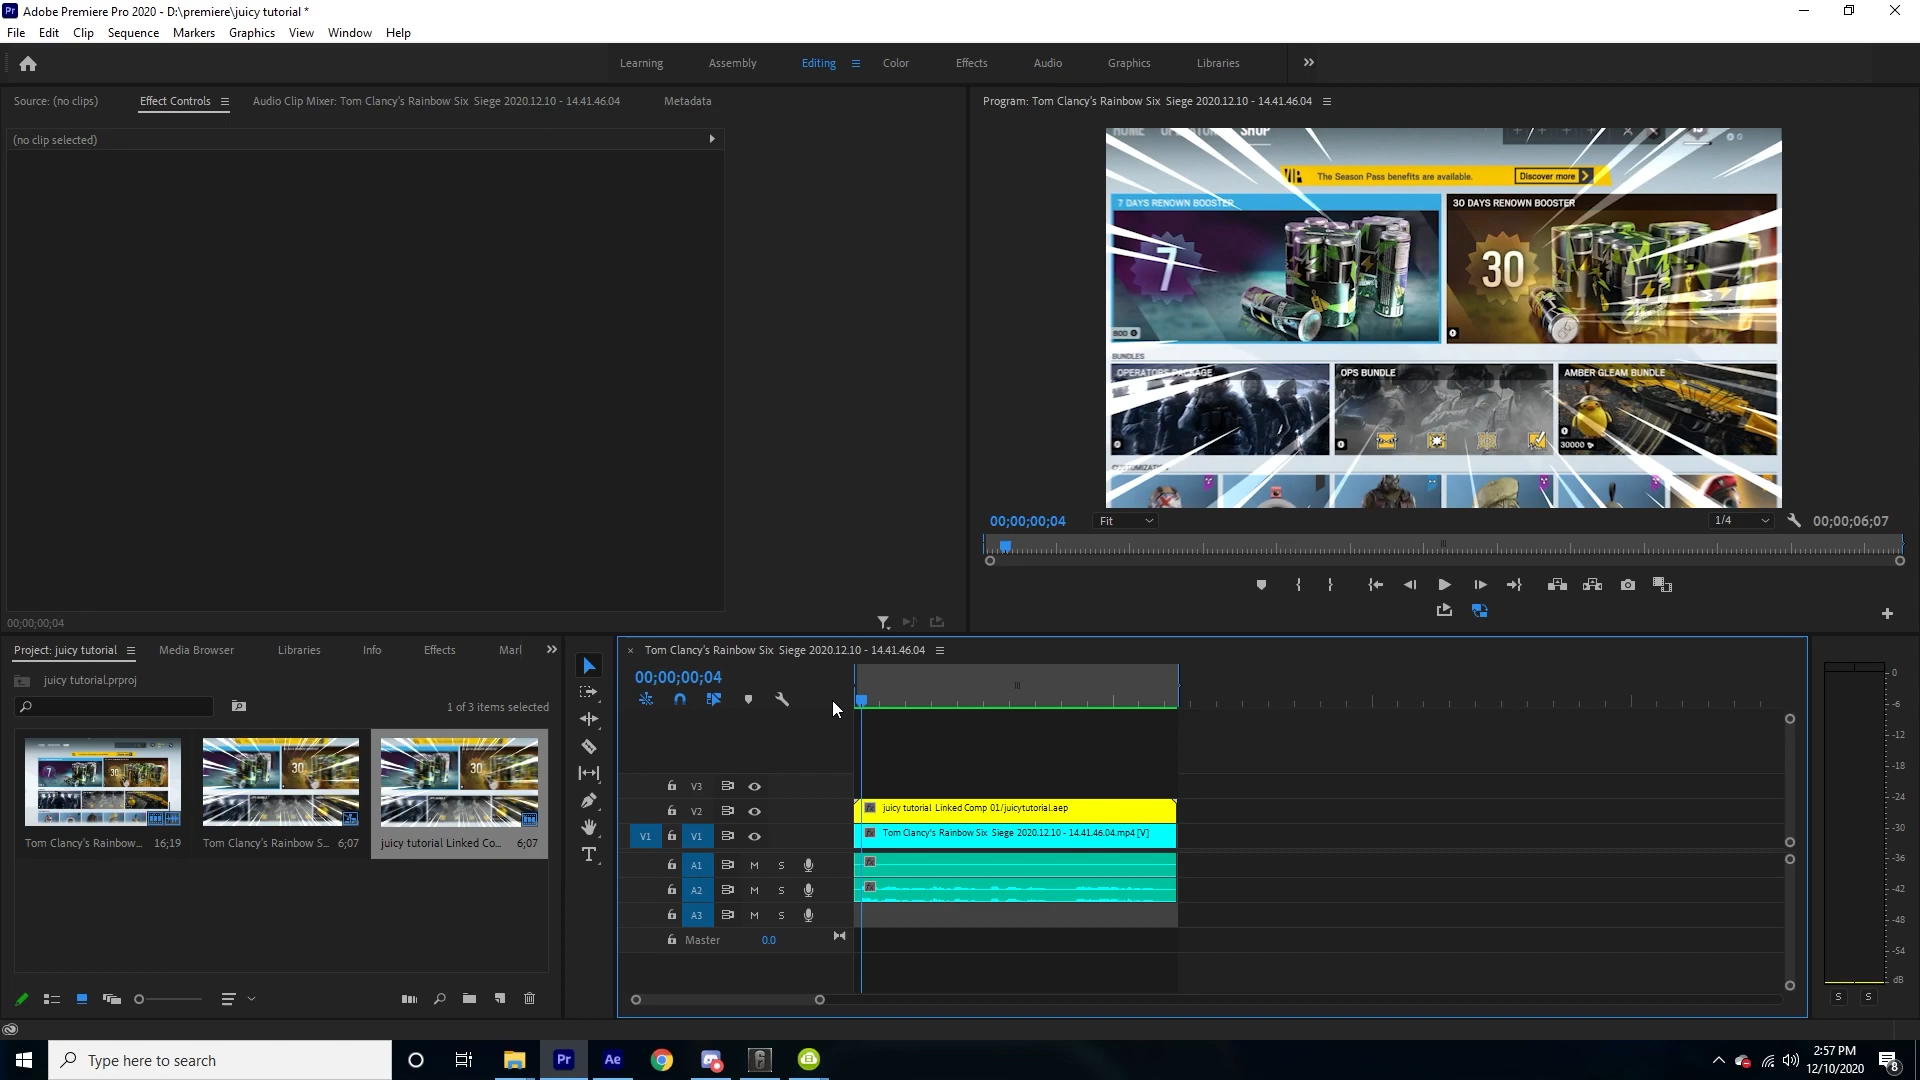 Adobe Premiere Pro 2020 - D:\premiere\juicy tutorial *
File Edit Clip Sequence Markers Graphics View Window Help
Learning Assembly Editing Color Effects Audio Graphics Libraries
Source: (no clips) Effect Controls Audio Clip Mixer: Tom Clancy's Rainbow Six Siege 2020.12.10 - 14.41.46.04 Metadata
Program: Tom Clancy's Rainbow Six Siege 2020.12.10 - 14.41.46.04
(no clip selected)
HOME SHOP
The Season Pass benefits are available. Discover more
7 DAYS RENOWN BOOSTER 30 DAYS RENOWN BOOSTER
7 30
BUNDLES
OPERATORS PACKAGE OPS BUNDLE AMBER GLEAM BUNDLE
30000
00;00;00;04 Fit 1/4 00;00;06;07
00;00;00;04
Project: juicy tutorial Media Browser Libraries Info Effects Marl
juicy tutorial.prproj
1 of 3 items selected
Tom Clancy's Rainbow... 16;19 Tom Clancy's Rainbow S... 6;07 juicy tutorial Linked Co... 6;07
× Tom Clancy's Rainbow Six Siege 2020.12.10 - 14.41.46.04
00;00;00;04
V3
V2 juicy tutorial Linked Comp 01/juicytutorial.aep
V1 V1 Tom Clancy's Rainbow Six Siege 2020.12.10 - 14.41.46.04.mp4 [V]
A1 M S
A2 M S
A3 M S
Master 0.0
0
-6
-12
-18
-24
-30
-36
-42
-48
-54
dB
S S
Type here to search
Pr Ae
2:57 PM
12/10/2020
8